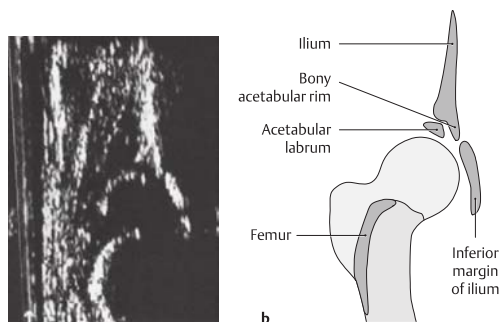 Ilium
Bony
acetabular rim
Acetabular
labrum
Femur
Inferior
margin
of ilium
b